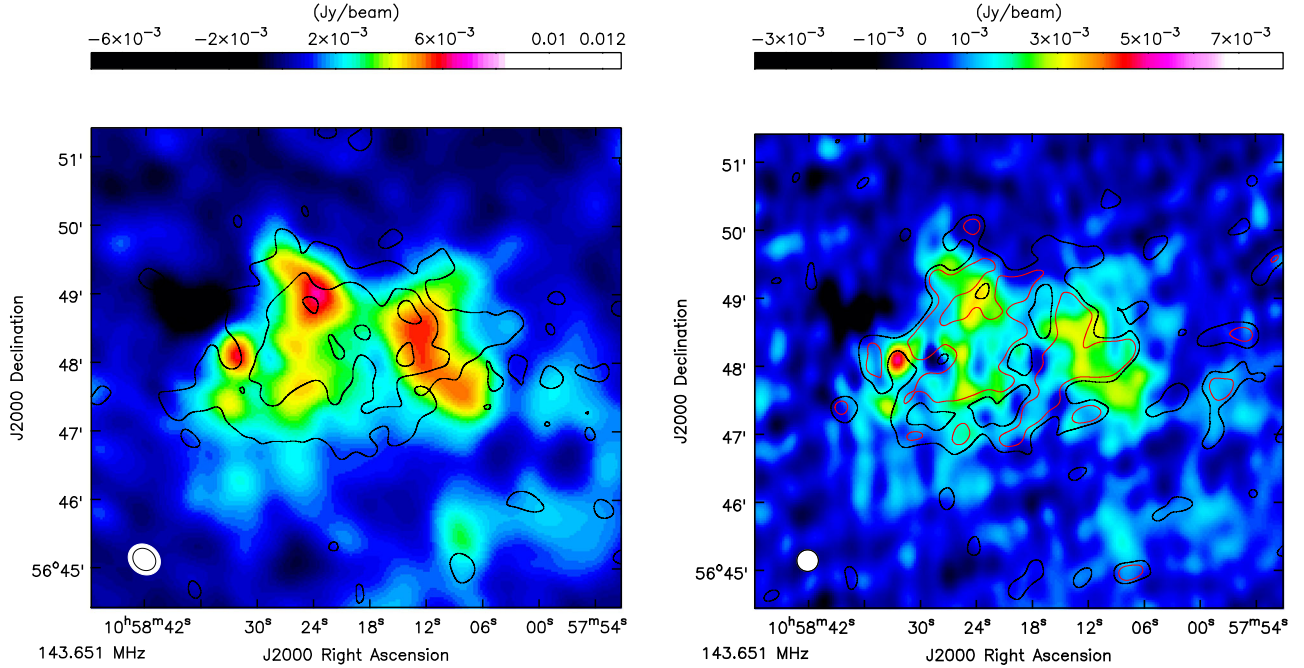 (Jy/beam)
−6×10⁻³ −2×10⁻³ 2×10⁻³ 6×10⁻³ 0.01 0.012
51'
50'
49'
48'
47'
46'
56°45'
J2000 Declination
10ʰ58ᵐ42ˢ 30ˢ 24ˢ 18ˢ 12ˢ 06ˢ 00ˢ 57ᵐ54ˢ
143.651 MHz J2000 Right Ascension
(Jy/beam)
−3×10⁻³ −10⁻³ 0 10⁻³ 3×10⁻³ 5×10⁻³ 7×10⁻³
51'
50'
49'
48'
47'
46'
56°45'
J2000 Declination
10ʰ58ᵐ42ˢ 30ˢ 24ˢ 18ˢ 12ˢ 06ˢ 00ˢ 57ᵐ54ˢ
143.651 MHz J2000 Right Ascension